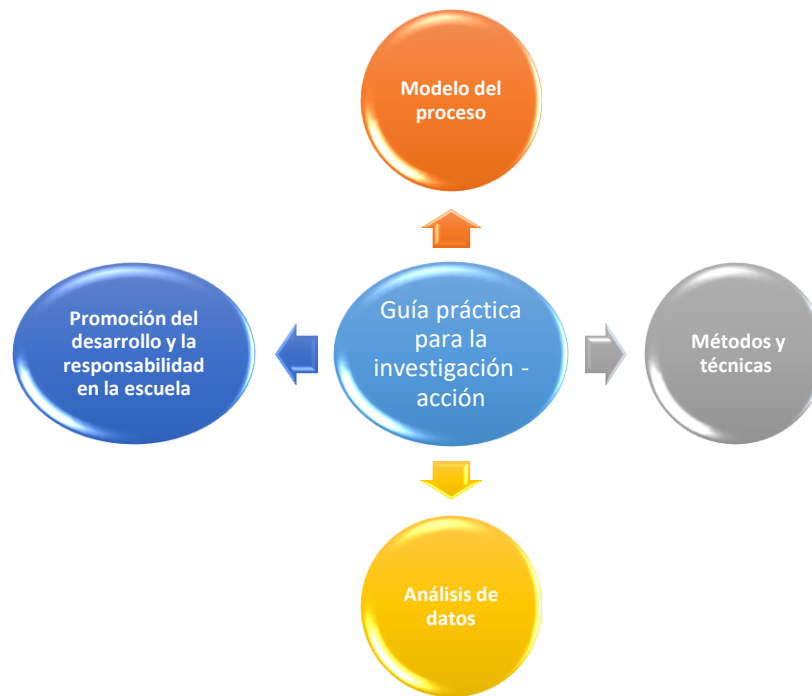 Modelo del
proceso
Promoción del
desarrollo y la
responsabilidad
en la escuela
Guía práctica
para la
investigación -
acción
Métodos y
técnicas
Análisis de
datos